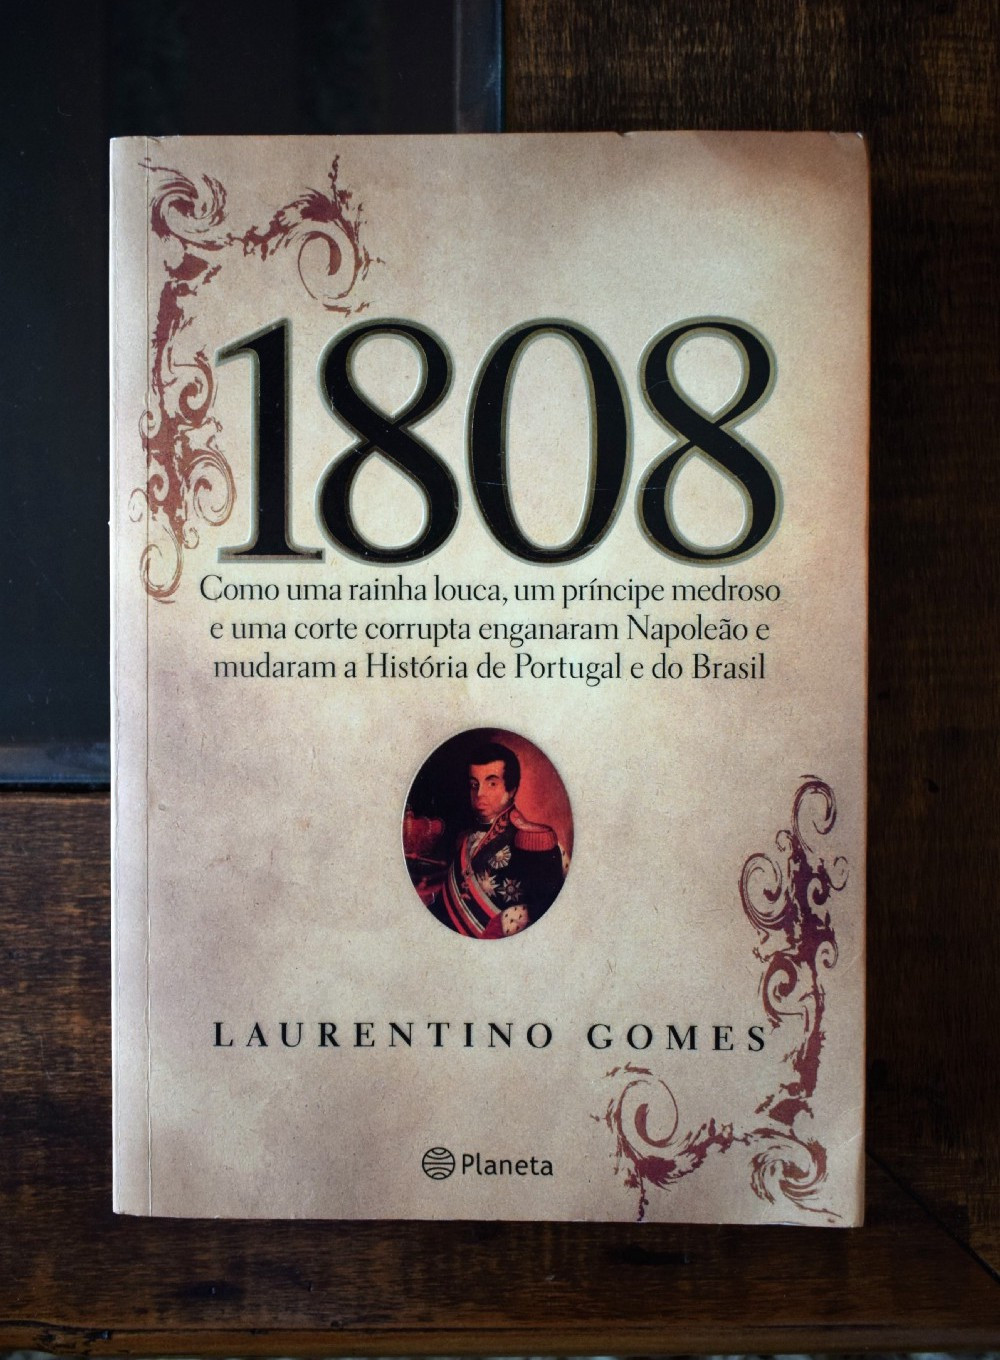 1808
Como uma rainha louca, um príncipe medroso
e uma corte corrupta enganaram Napoleão e
mudaram a História de Portugal e do Brasil
LAURENTINO GOMES
Planeta